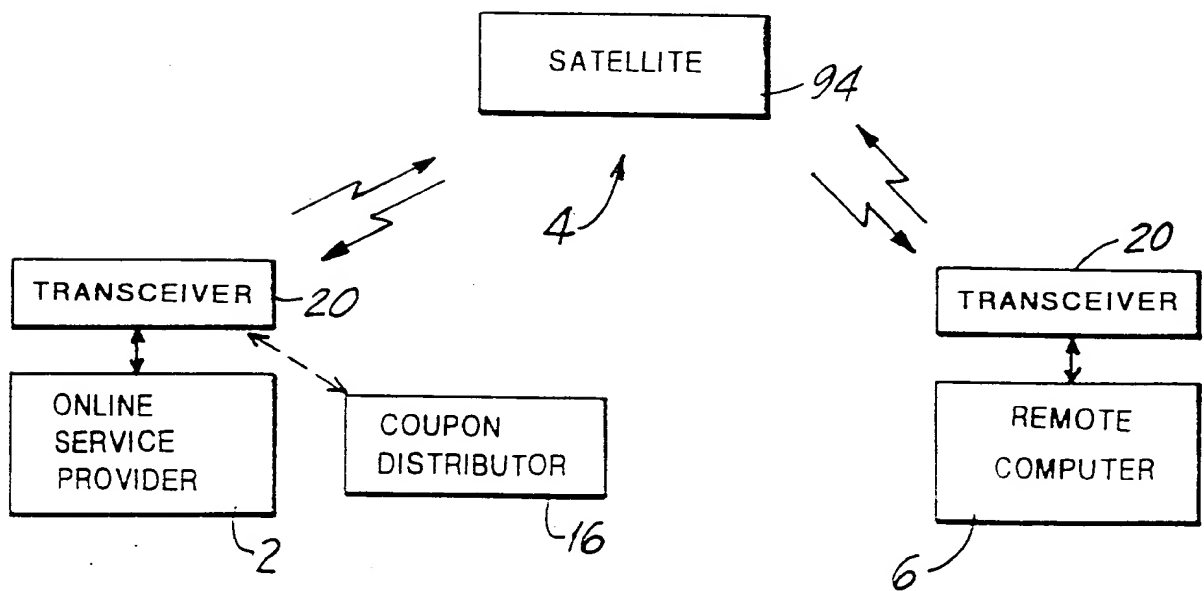 SATELLITE
94
4
TRANSCEIVER
20
20
TRANSCEIVER
ONLINE
SERVICE
PROVIDER
2
COUPON
DISTRIBUTOR
16
REMOTE
COMPUTER
6